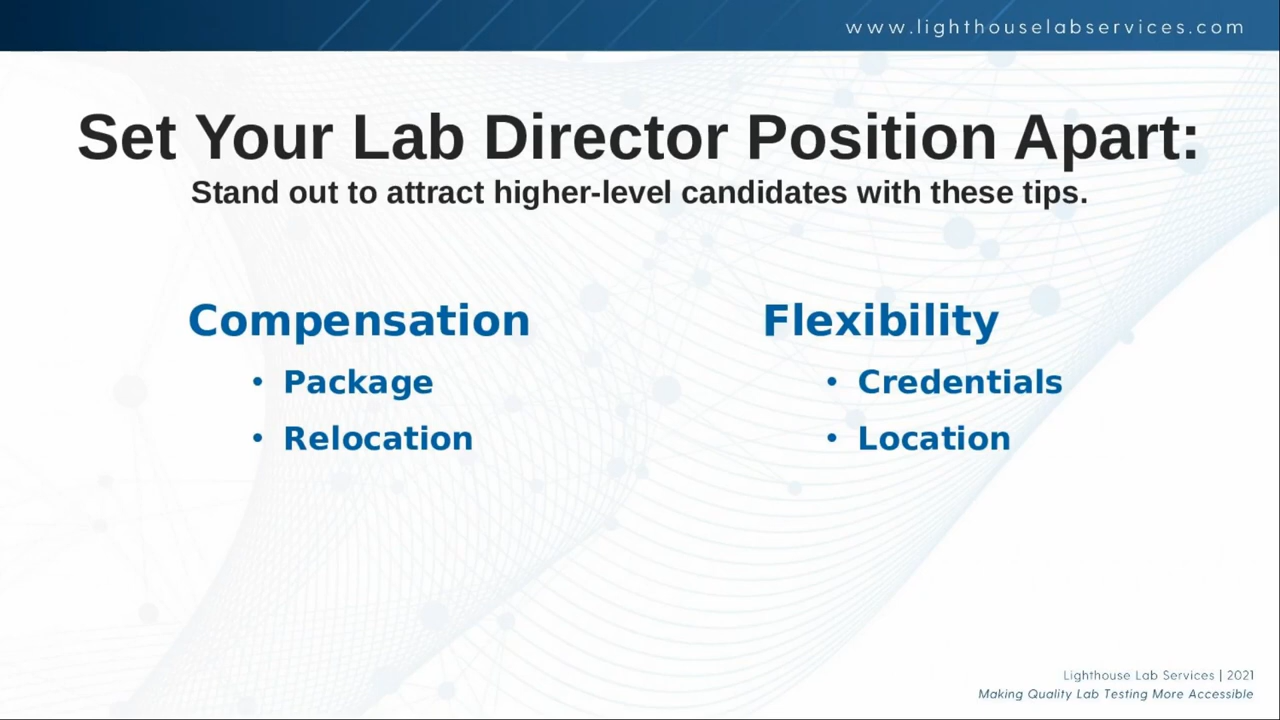 www.lighthouselabservices.com
Set Your Lab Director Position Apart:
Stand out to attract higher-level candidates with these tips.
Compensation
• Package
• Relocation
Flexibility
• Credentials
• Location
Lighthouse Lab Services | 2021
Making Quality Lab Testing More Accessible